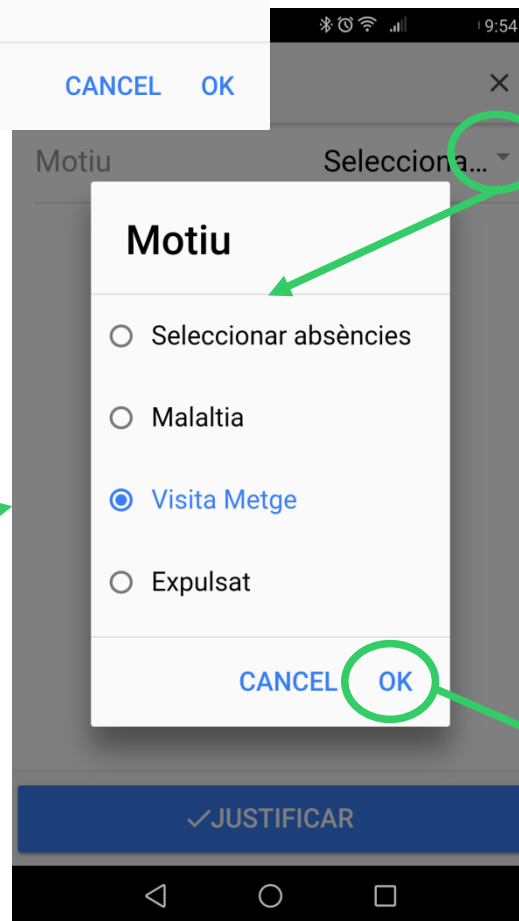 9:54
CANCEL OK
Motiu Selecciona...
Motiu
Seleccionar absències
Malaltia
Visita Metge
Expulsat
CANCEL OK
JUSTIFICAR